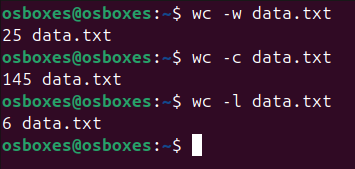 osboxes@osboxes:~$ wc -w data.txt
25 data.txt
osboxes@osboxes:~$ wc -c data.txt
145 data.txt
osboxes@osboxes:~$ wc -l data.txt
6 data.txt
osboxes@osboxes:~$